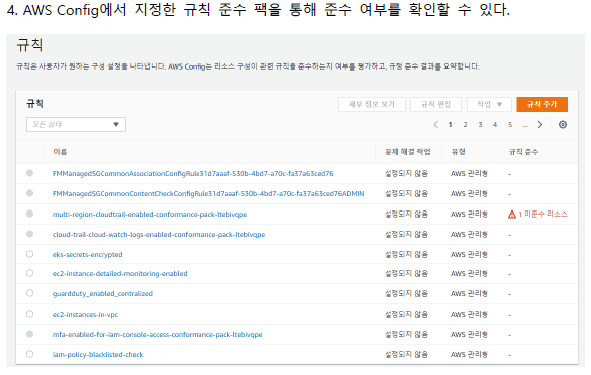 4. AWS Config에서 지정한 규칙 준수 팩을 통해 준수 여부를 확인할 수 있다.
규칙
규칙은 사용자가 원하는 구성 설정을 나타냅니다. AWS Config는 리소스 구성이 관련 규칙을 준수하는지 여부를 평가하고, 규정 준수 결과를 요약합니다.
규칙 세부 정보 보기 규칙 편집 작업 ▼ 규칙 추가
모든 상태 ▼ < 1 2 3 4 5 ... >
이름 문제 해결 작업 유형 규칙 준수
FMManagedSGCommonAssociationConfigRule31d7aaaf-530b-4bd7-a70c-fa37a63ced76 설정되지 않음 AWS 관리형 -
FMManagedSGCommonContentCheckConfigRule31d7aaaf-530b-4bd7-a70c-fa37a63ced76ADMIN 설정되지 않음 AWS 관리형 -
multi-region-cloudtrail-enabled-conformance-pack-ltebivqpe 설정되지 않음 AWS 관리형 1 미준수 리소스
cloud-trail-cloud-watch-logs-enabled-conformance-pack-ltebivqpe 설정되지 않음 AWS 관리형 -
eks-secrets-encrypted 설정되지 않음 AWS 관리형 -
ec2-instance-detailed-monitoring-enabled 설정되지 않음 AWS 관리형 -
guardduty_enabled_centralized 설정되지 않음 AWS 관리형 -
ec2-instances-in-vpc 설정되지 않음 AWS 관리형 -
mfa-enabled-for-iam-console-access-conformance-pack-ltebivqpe 설정되지 않음 AWS 관리형 -
iam-policy-blacklisted-check 설정되지 않음 AWS 관리형 -